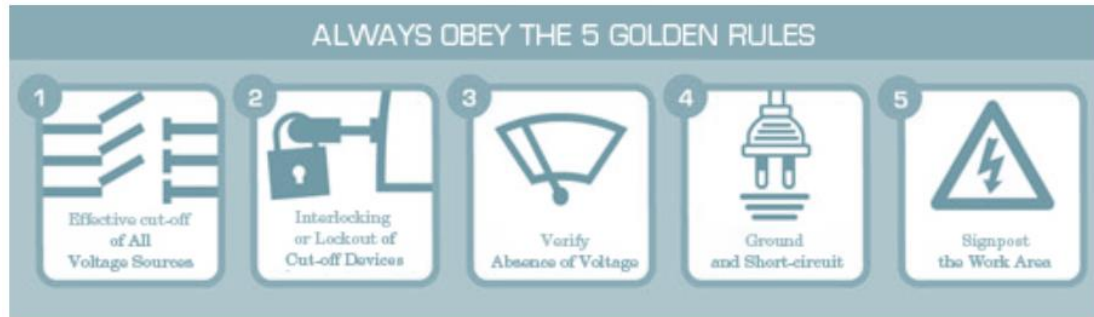 ALWAYS OBEY THE 5 GOLDEN RULES
1
Effective cut-off
of All
Voltage Sources
2
Interlocking
or Lockout of
Cut-off Devices
3
Verify
Absence of Voltage
4
Ground
and Short-circuit
5
Signpost
the Work Area